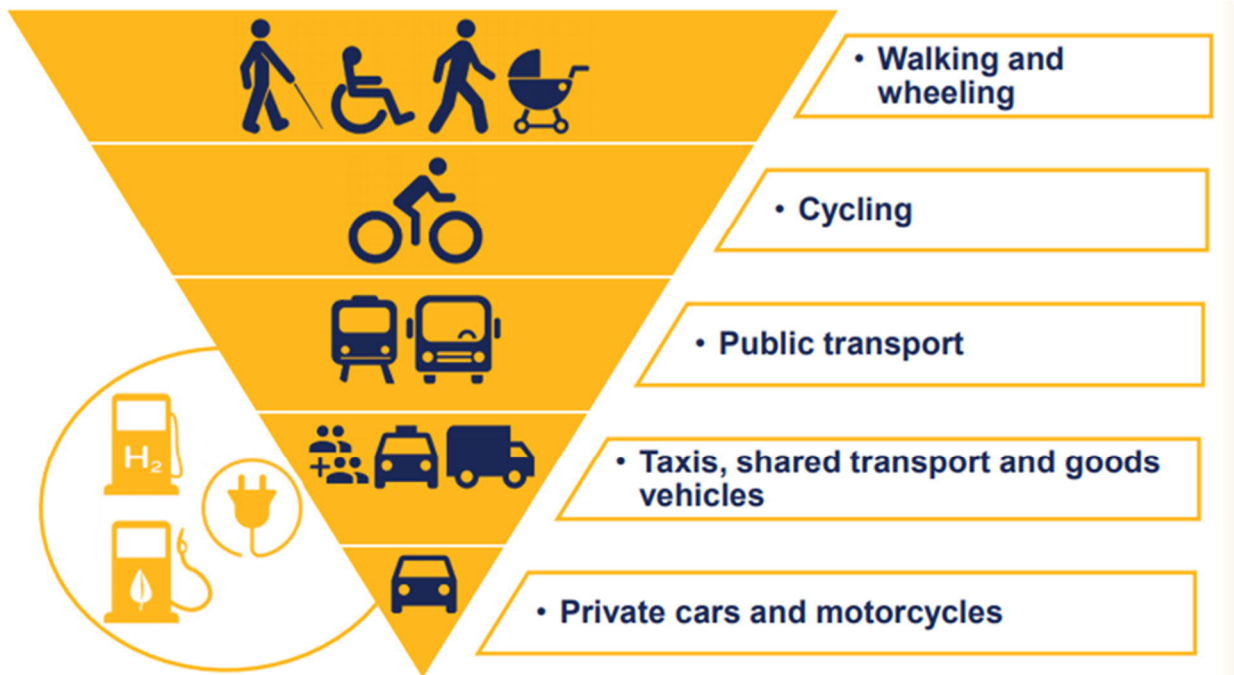 • Walking and
wheeling
• Cycling
• Public transport
H₂
• Taxis, shared transport and goods
vehicles
• Private cars and motorcycles